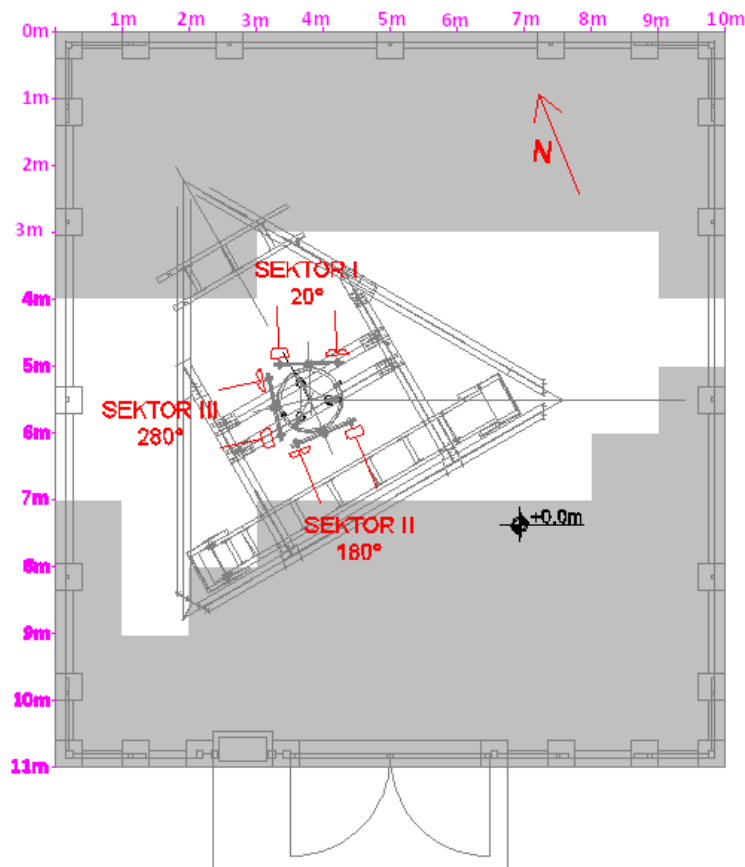 1m 2m 3m 4m 5m 6m 7m 8m 9m 10m
0m
1m
2m
3m
4m
5m
6m
7m
8m
9m
10m
11m
N
SEKTOR I
20°
SEKTOR III
280°
SEKTOR II
180°
+0.0m